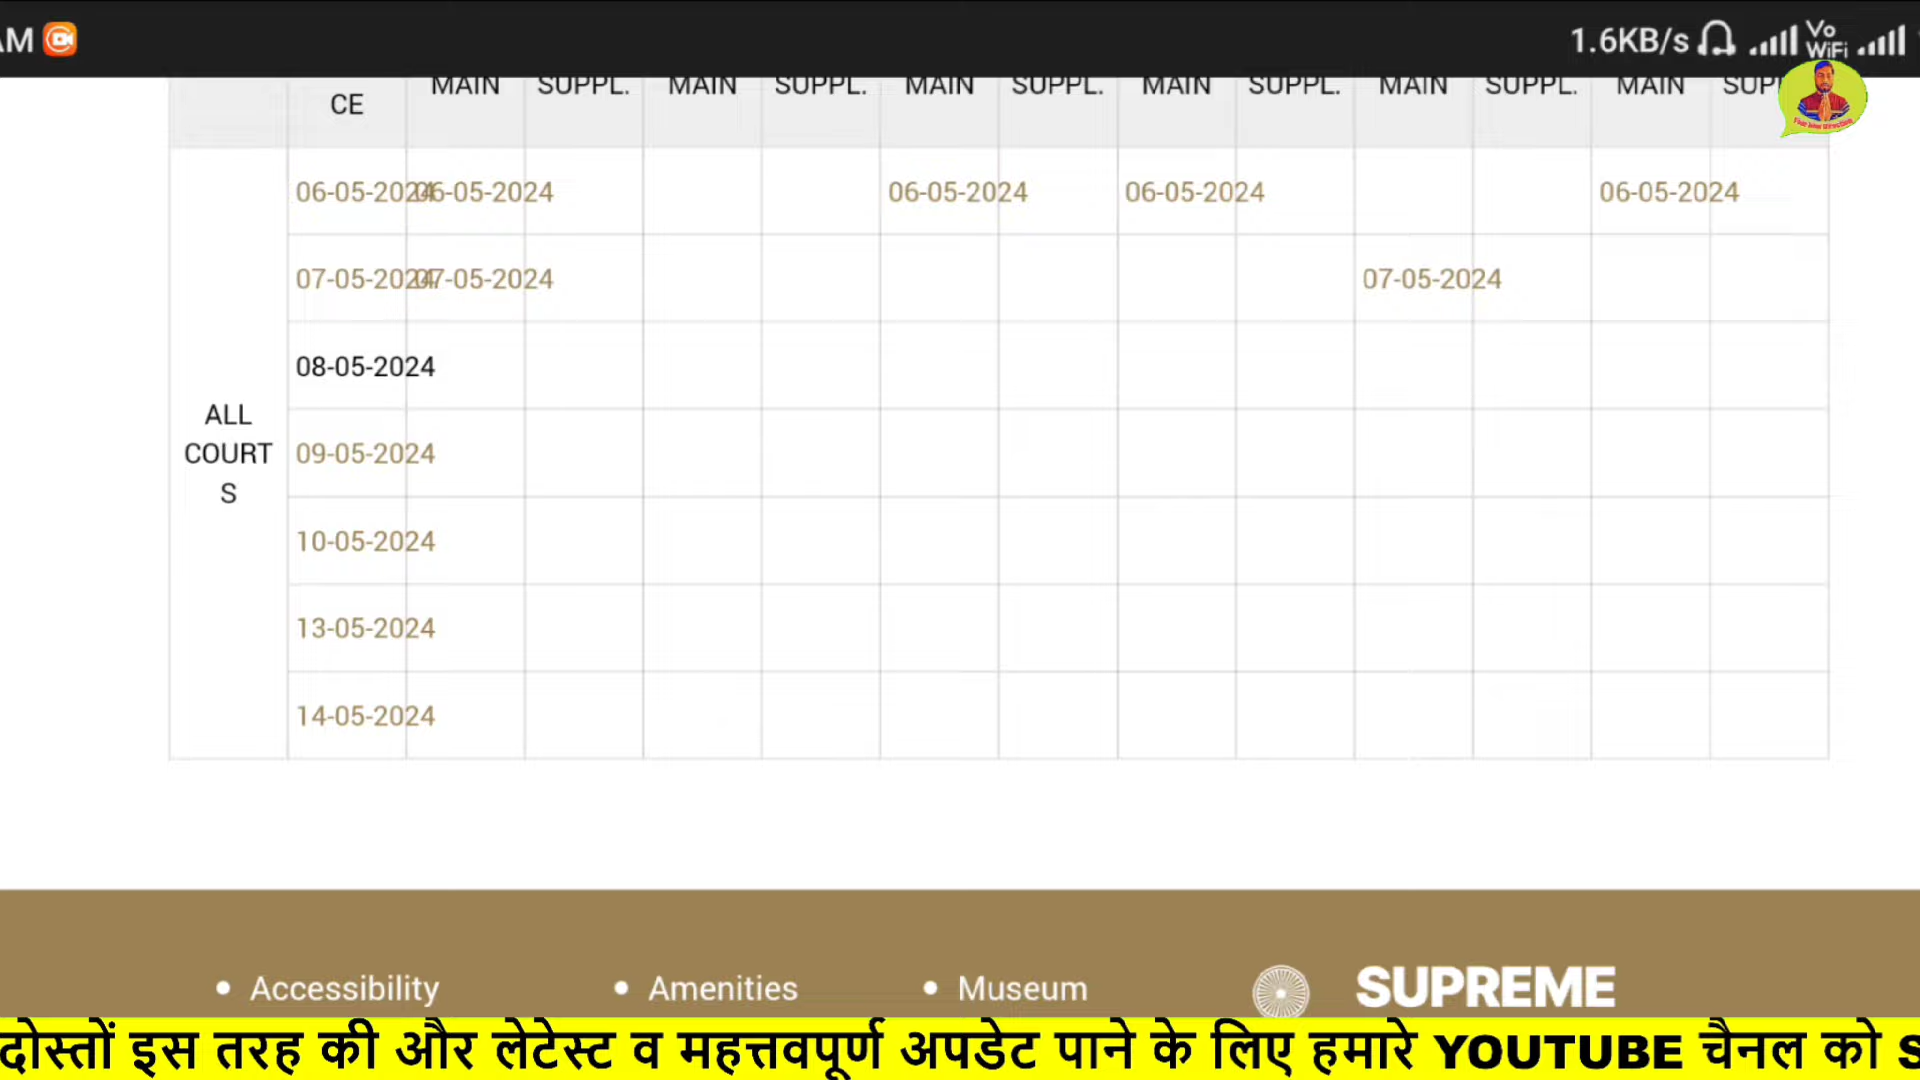 AM
1.6KB/s Vo WiFi
CE MAIN SUPPL. MAIN SUPPL. MAIN SUPPL. MAIN SUPPL. MAIN SUPPL. MAIN
06-05-2024 06-05-2024 06-05-2024 06-05-2024 06-05-2024
07-05-2024 07-05-2024 07-05-2024
08-05-2024
ALL
COURT
S
09-05-2024
10-05-2024
13-05-2024
14-05-2024
Accessibility Amenities Museum SUPREME
दोस्तों इस तरह की और लेटेस्ट व महत्तवपूर्ण अपडेट पाने के लिए हमारे YOUTUBE चैनल को S